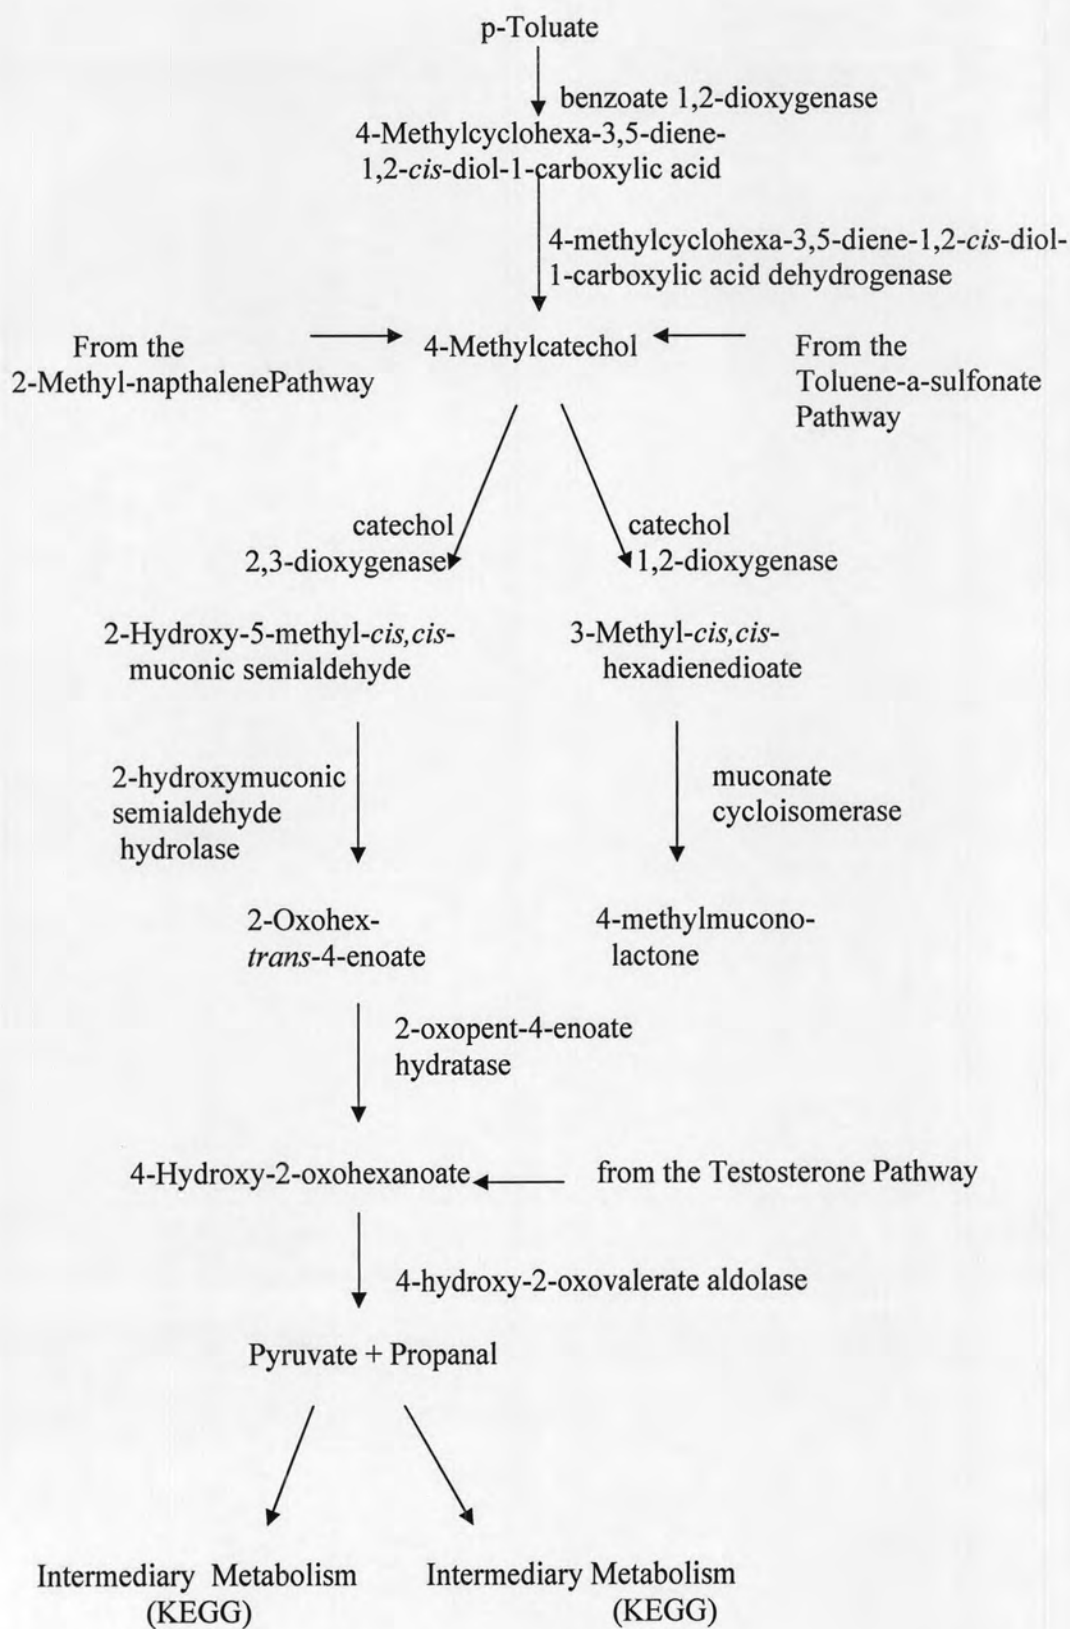 p-Toluate
benzoate 1,2-dioxygenase
4-Methylcyclohexa-3,5-diene-
1,2-cis-diol-1-carboxylic acid
4-methylcyclohexa-3,5-diene-1,2-cis-diol-
1-carboxylic acid dehydrogenase
From the
2-Methyl-napthalenePathway
4-Methylcatechol
From the
Toluene-a-sulfonate
Pathway
catechol
2,3-dioxygenase
catechol
1,2-dioxygenase
2-Hydroxy-5-methyl-cis,cis-
muconic semialdehyde
3-Methyl-cis,cis-
hexadienedioate
2-hydroxymuconic
semialdehyde
hydrolase
muconate
cycloisomerase
2-Oxohex-
trans-4-enoate
4-methylmucono-
lactone
2-oxopent-4-enoate
hydratase
4-Hydroxy-2-oxohexanoate
from the Testosterone Pathway
4-hydroxy-2-oxovalerate aldolase
Pyruvate + Propanal
Intermediary Metabolism
(KEGG)
Intermediary Metabolism
(KEGG)